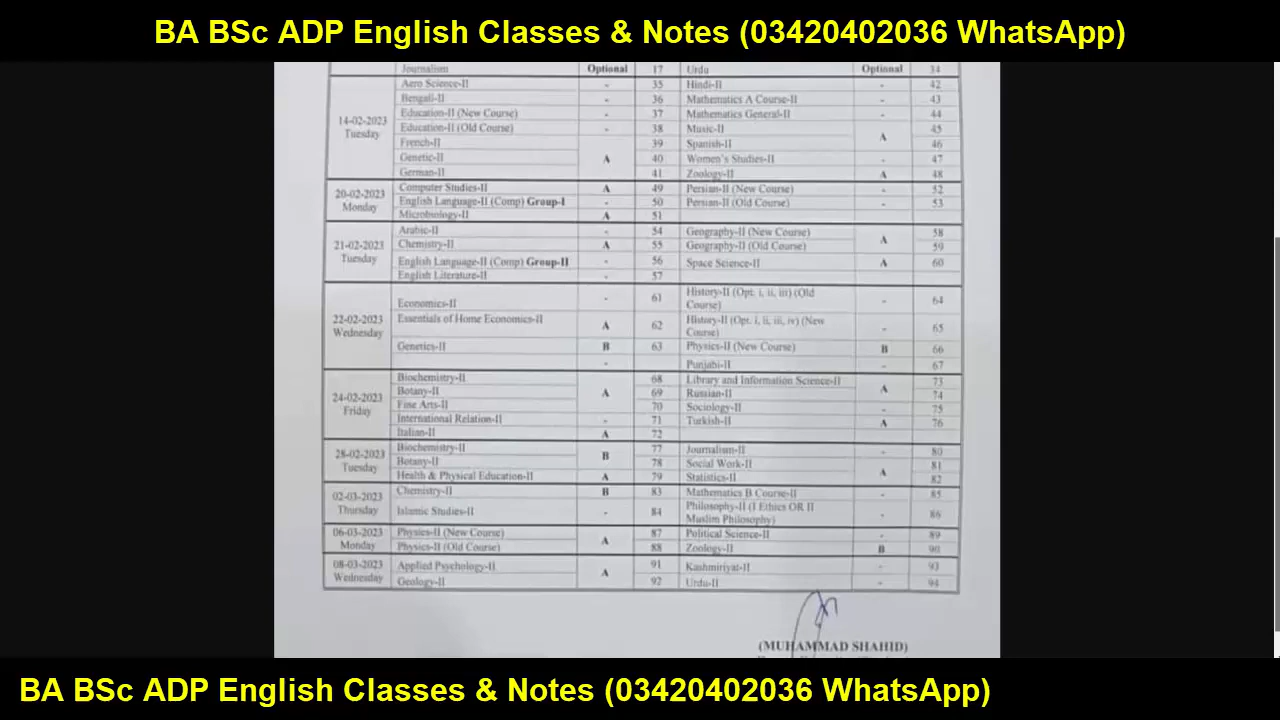 BA BSc ADP English Classes & Notes (03420402036 WhatsApp)
Journalism Optional 17 Urdu Optional 34
14-02-2023 Tuesday
Aero Science-II - 35 Hindi-II - 42
Bengali-II - 36 Mathematics A Course-II - 43
Education-II (New Course) - 37 Mathematics General-II - 44
Education-II (Old Course) - 38 Music-II A 45
French-II 39 Spanish-II 46
Genetic-II A 40 Women's Studies-II - 47
German-II 41 Zoology-II A 48
20-02-2023 Monday
Computer Studies-II A 49 Persian-II (New Course) - 52
English Language-II (Comp) Group-I - 50 Persian-II (Old Course) - 53
Microbiology-II A 51
21-02-2023 Tuesday
Arabic-II - 54 Geography-II (New Course) A 58
Chemistry-II A 55 Geography-II (Old Course) 59
English Language-II (Comp) Group-II - 56 Space Science-II A 60
English Literature-II - 57
22-02-2023 Wednesday
Economics-II - 61 History-II (Opt. i, ii, iii) (Old Course) - 64
Essentials of Home Economics-II A 62 History-II (Opt. i, ii, iii, iv) (New Course) - 65
Genetics-II B 63 Physics-II (New Course) B 66
- Punjabi-II - 67
24-02-2023 Friday
Biochemistry-II A 68 Library and Information Science-II A 73
Botany-II 69 Russian-II 74
Fine Arts-II 70 Sociology-II - 75
International Relation-II - 71 Turkish-II A 76
Italian-II A 72
28-02-2023 Tuesday
Biochemistry-II B 77 Journalism-II - 80
Botany-II 78 Social Work-II A 81
Health & Physical Education-II A 79 Statistics-II 82
02-03-2023 Thursday
Chemistry-II B 83 Mathematics B Course-II - 85
Islamic Studies-II - 84 Philosophy-II (I Ethics OR II Muslim Philosophy) - 86
06-03-2023 Monday
Physics-II (New Course) A 87 Political Science-II - 89
Physics-II (Old Course) 88 Zoology-II B 90
08-03-2023 Wednesday
Applied Psychology-II A 91 Kashmiriyat-II - 93
Geology-II 92 Urdu-II - 94
(MUHAMMAD SHAHID)
BA BSc ADP English Classes & Notes (03420402036 WhatsApp)